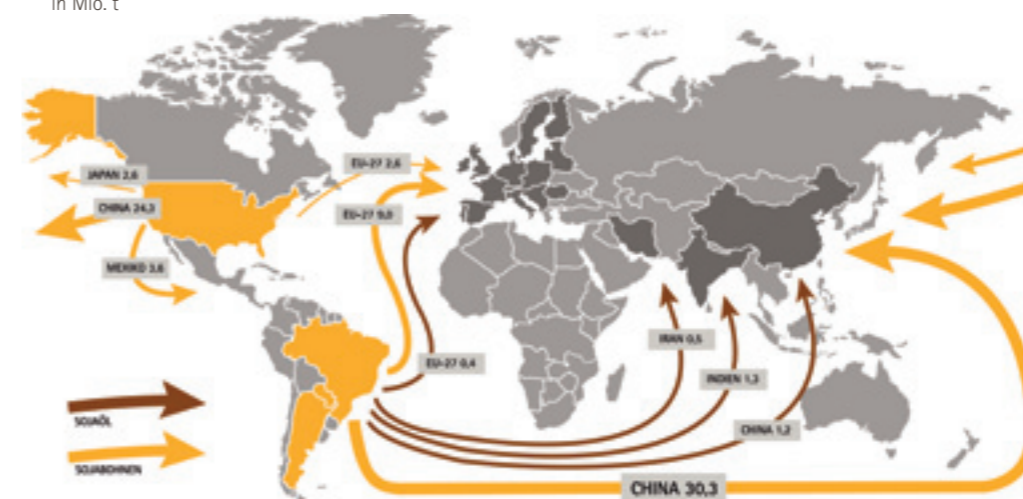 in Mio. t
EU-27 2,6
JAPAN 2,6
CHINA 24,3
EU-27 9,0
MEXIKO 3,6
IRAN 0,5
EU-27 0,4
INDIEN 1,3
SOJAÖL
CHINA 1,2
SOJABOHNEN
CHINA 30,3